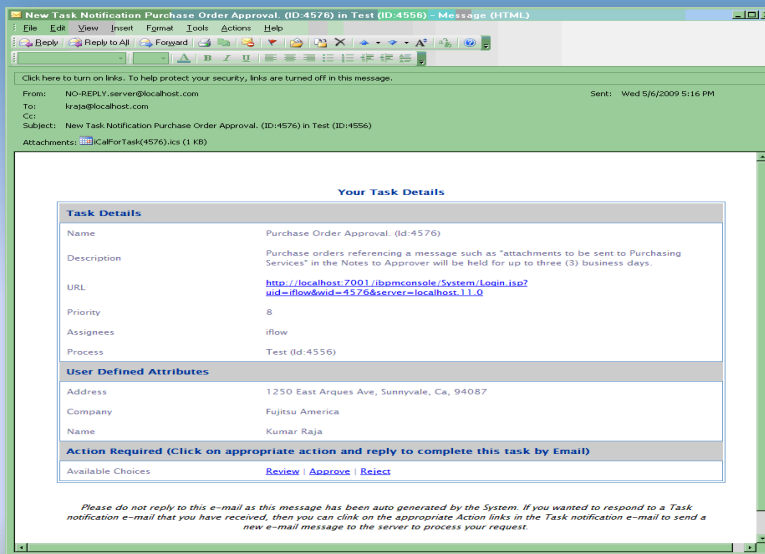 New Task Notification Purchase Order Approval. (ID:4576) in Test (ID:4556) - Message (HTML)
File Edit View Insert Format Tools Actions Help
Reply Reply to All Forward
A B I U
Click here to turn on links. To help protect your security, links are turned off in this message.
From: NO-REPLY.server@localhost.com Sent: Wed 5/6/2009 5:16 PM
To: kraja@localhost.com
Cc:
Subject: New Task Notification Purchase Order Approval. (ID:4576) in Test (ID:4556)
Attachments: iCalForTask(4576).ics (1 KB)
Your Task Details
Task Details
Name Purchase Order Approval. (Id:4576)
Description Purchase orders referencing a message such as "attachments to be sent to Purchasing
Services" in the Notes to Approver will be held for up to three (3) business days.
URL http://localhost:7001/ibpmconsole/System/Login.jsp?
uid=iflow&wid=4576&server=localhost.11.0
Priority 8
Assignees iflow
Process Test (Id:4556)
User Defined Attributes
Address 1250 East Arques Ave, Sunnyvale, Ca, 94087
Company Fujitsu America
Name Kumar Raja
Action Required (Click on appropriate action and reply to complete this task by Email)
Available Choices Review | Approve | Reject
Please do not reply to this e-mail as this message has been auto generated by the System. If you wanted to respond to a Task
notification e-mail that you have received, then you can clink on the appropriate Action links in the Task notification e-mail to send a
new e-mail message to the server to process your request.